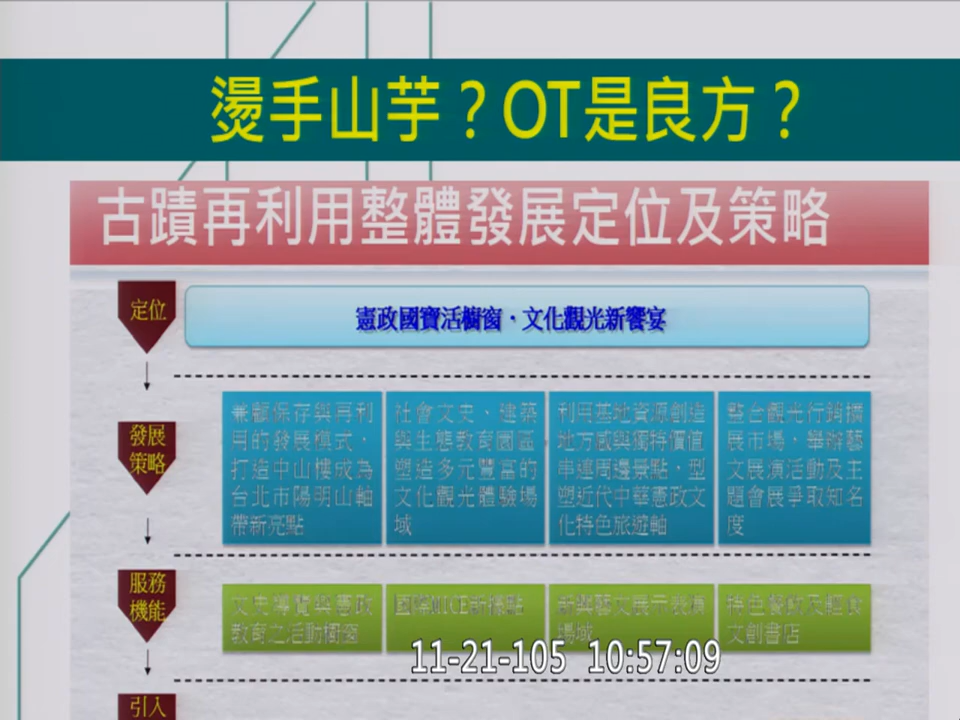 燙手山芋？OT是良方？
古蹟再利用整體發展定位及策略
定位
憲政國寶活櫥窗．文化觀光新饗宴
發展
策略
兼顧保存與再利
用的發展模式，
打造中山樓成為
台北市陽明山軸
帶新亮點
社會文史、建築
與生態教育園區
塑造多元豐富的
文化觀光體驗場
域
利用基地資源創造
地方感與獨特價值
串連周邊景點，型
塑近代中華憲政文
化特色旅遊軸
整合觀光行銷擴
展市場，舉辦藝
文展演活動及主
題會展爭取知名
度
服務
機能
文史導覽與憲政
教育之活動櫥窗
國際MICE新據點
新興藝文展示表演
場域
特色餐飲及輕食
文創書店
11-21-105 10:57:09
引入